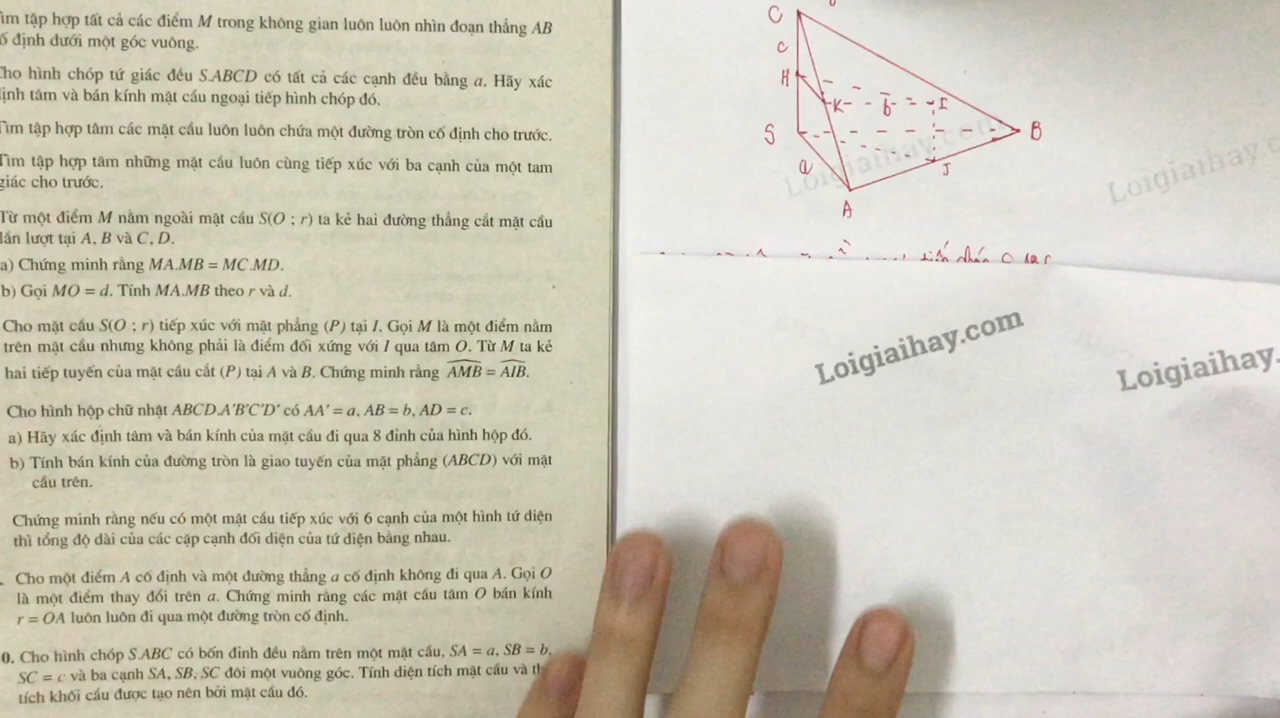 ìm tập hợp tất cả các điểm M trong không gian luôn luôn nhìn đoạn thẳng AB
ố định dưới một góc vuông.
Cho hình chóp tứ giác đều S.ABCD có tất cả các cạnh đều bằng a. Hãy xác
định tâm và bán kính mặt cầu ngoại tiếp hình chóp đó.
Tìm tập hợp tâm các mặt cầu luôn luôn chứa một đường tròn cố định cho trước.
Tìm tập hợp tâm những mặt cầu luôn cùng tiếp xúc với ba cạnh của một tam
giác cho trước.
Từ một điểm M nằm ngoài mặt cầu S(O ; r) ta kẻ hai đường thẳng cắt mặt cầu
lần lượt tại A, B và C, D.
a) Chứng minh rằng MA.MB = MC.MD.
b) Gọi MO = d. Tính MA.MB theo r và d.
Cho mặt cầu S(O ; r) tiếp xúc với mặt phẳng (P) tại I. Gọi M là một điểm nằm
trên mặt cầu nhưng không phải là điểm đối xứng với I qua tâm O. Từ M ta kẻ
hai tiếp tuyến của mặt cầu cắt (P) tại A và B. Chứng minh rằng AMB = AIB.
Cho hình hộp chữ nhật ABCD.A'B'C'D' có AA' = a, AB = b, AD = c.
a) Hãy xác định tâm và bán kính của mặt cầu đi qua 8 đỉnh của hình hộp đó.
b) Tính bán kính của đường tròn là giao tuyến của mặt phẳng (ABCD) với mặt
cầu trên.
Chứng minh rằng nếu có một mặt cầu tiếp xúc với 6 cạnh của một hình tứ diện
thì tổng độ dài của các cặp cạnh đối diện của tứ diện bằng nhau.
. Cho một điểm A cố định và một đường thẳng a cố định không đi qua A. Gọi O
là một điểm thay đổi trên a. Chứng minh rằng các mặt cầu tâm O bán kính
r = OA luôn luôn đi qua một đường tròn cố định.
0. Cho hình chóp S.ABC có bốn đỉnh đều nằm trên một mặt cầu, SA = a, SB = b,
SC = c và ba cạnh SA, SB, SC đôi một vuông góc. Tính diện tích mặt cầu và th
tích khối cầu được tạo nên bởi mặt cầu đó.
C
c
H
K b I
S B
a J
A
Loigiaihay.com
Loigiaihay.c
Loigiaihay.com
Loigiaihay.